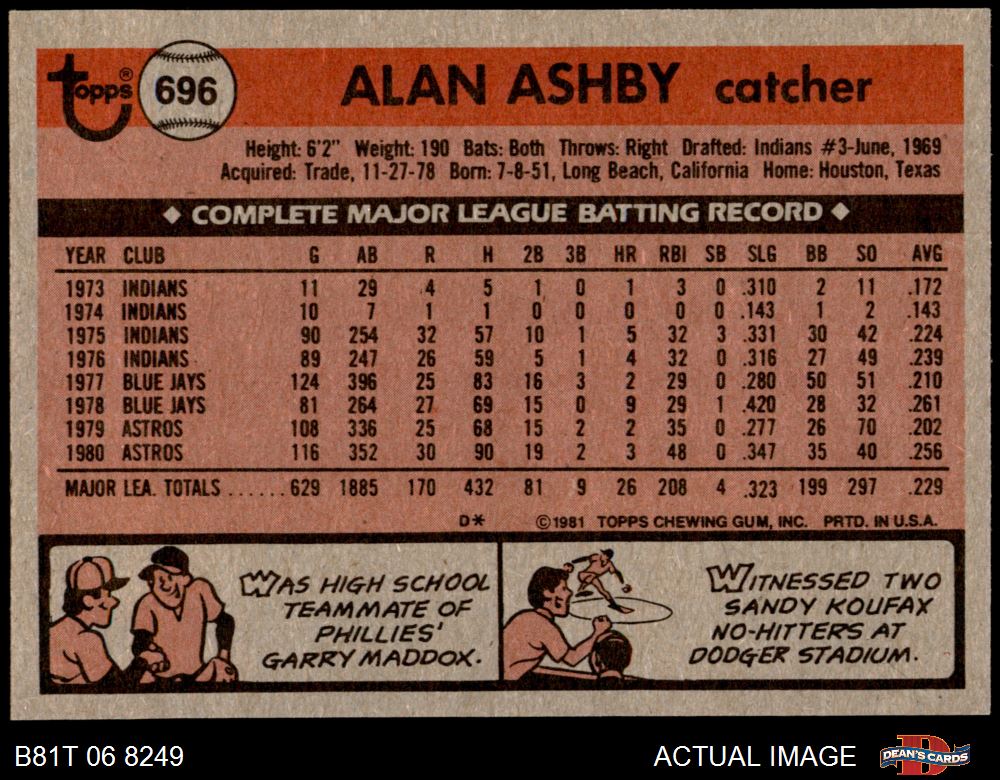 topps® 696 ALAN ASHBY catcher
Height: 6'2" Weight: 190 Bats: Both Throws: Right Drafted: Indians #3-June, 1969
Acquired: Trade, 11-27-78 Born: 7-8-51, Long Beach, California Home: Houston, Texas
◆ COMPLETE MAJOR LEAGUE BATTING RECORD ◆
YEAR CLUB G AB R H 2B 3B HR RBI SB SLG BB SO AVG
1973 INDIANS 11 29 4 5 1 0 1 3 0 .310 2 11 .172
1974 INDIANS 10 7 1 1 0 0 0 0 0 .143 1 2 .143
1975 INDIANS 90 254 32 57 10 1 5 32 3 .331 30 42 .224
1976 INDIANS 89 247 26 59 5 1 4 32 0 .316 27 49 .239
1977 BLUE JAYS 124 396 25 83 16 3 2 29 0 .280 50 51 .210
1978 BLUE JAYS 81 264 27 69 15 0 9 29 1 .420 28 32 .261
1979 ASTROS 108 336 25 68 15 2 2 35 0 .277 26 70 .202
1980 ASTROS 116 352 30 90 19 2 3 48 0 .347 35 40 .256
MAJOR LEA. TOTALS ......629 1885 170 432 81 9 26 208 4 .323 199 297 .229
D* ©1981 TOPPS CHEWING GUM, INC. PRTD. IN U.S.A.
WAS HIGH SCHOOL
TEAMMATE OF
PHILLIES'
GARRY MADDOX.
WITNESSED TWO
SANDY KOUFAX
NO-HITTERS AT
DODGER STADIUM.
B81T 06 8249 ACTUAL IMAGE DEAN'S CARDS